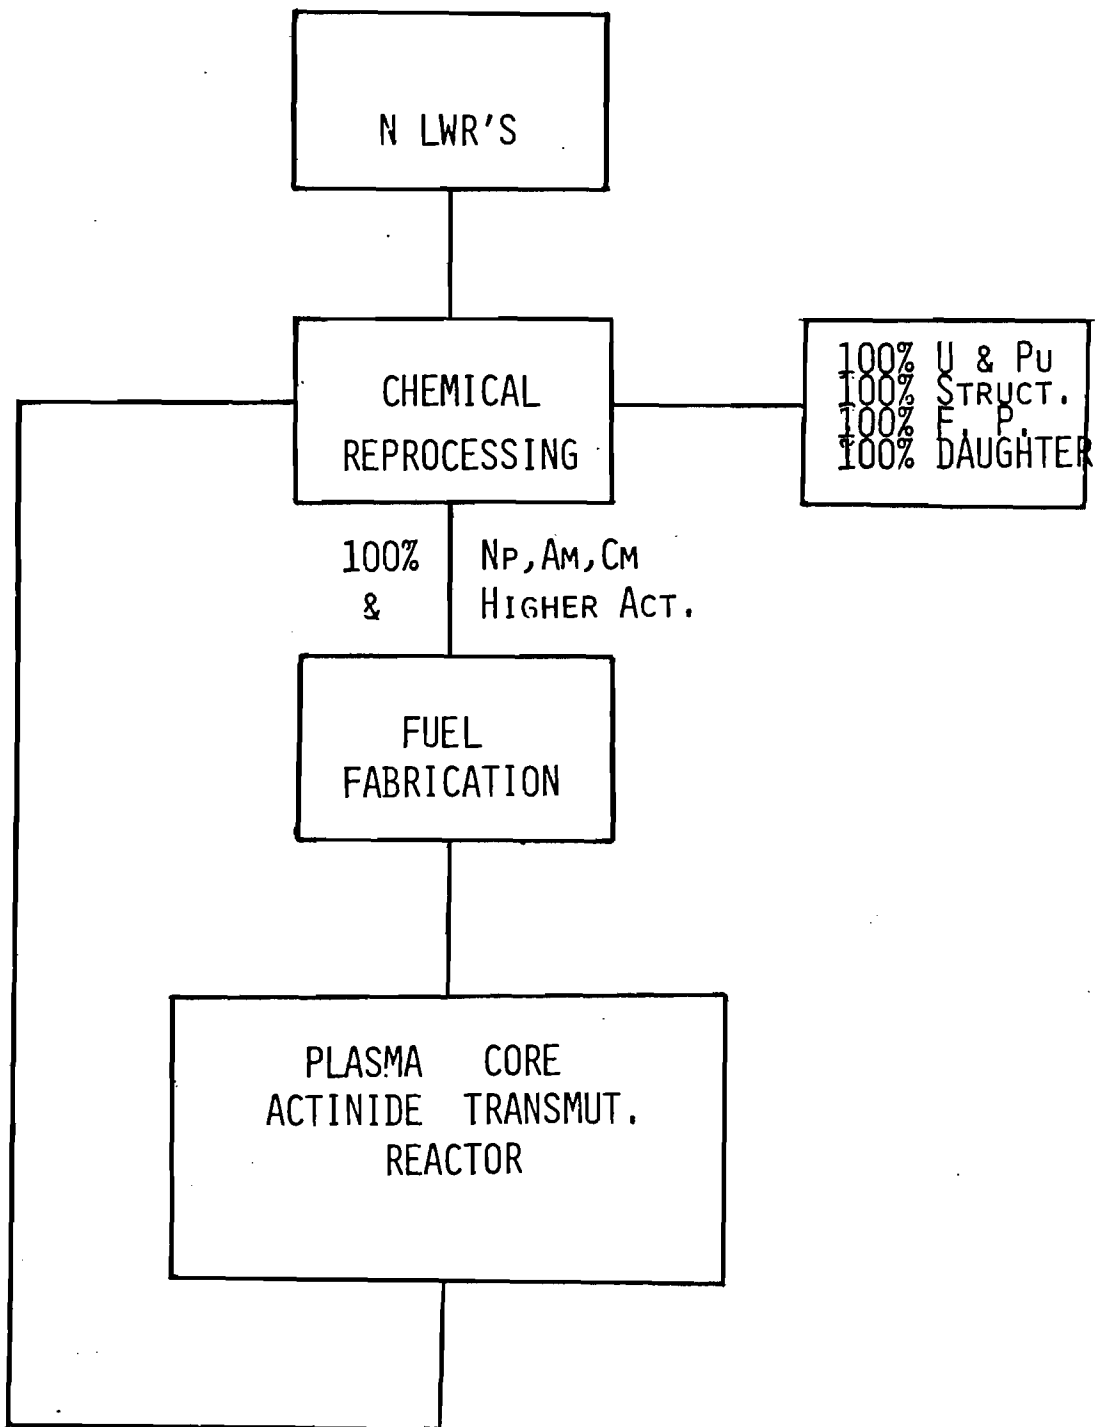 N LWR'S
CHEMICAL
REPROCESSING
100% U & PU
100% STRUCT.
100% F. P.
100% DAUGHTER
100% NP, AM, CM
& HIGHER ACT.
FUEL
FABRICATION
PLASMA CORE
ACTINIDE TRANSMUT.
REACTOR